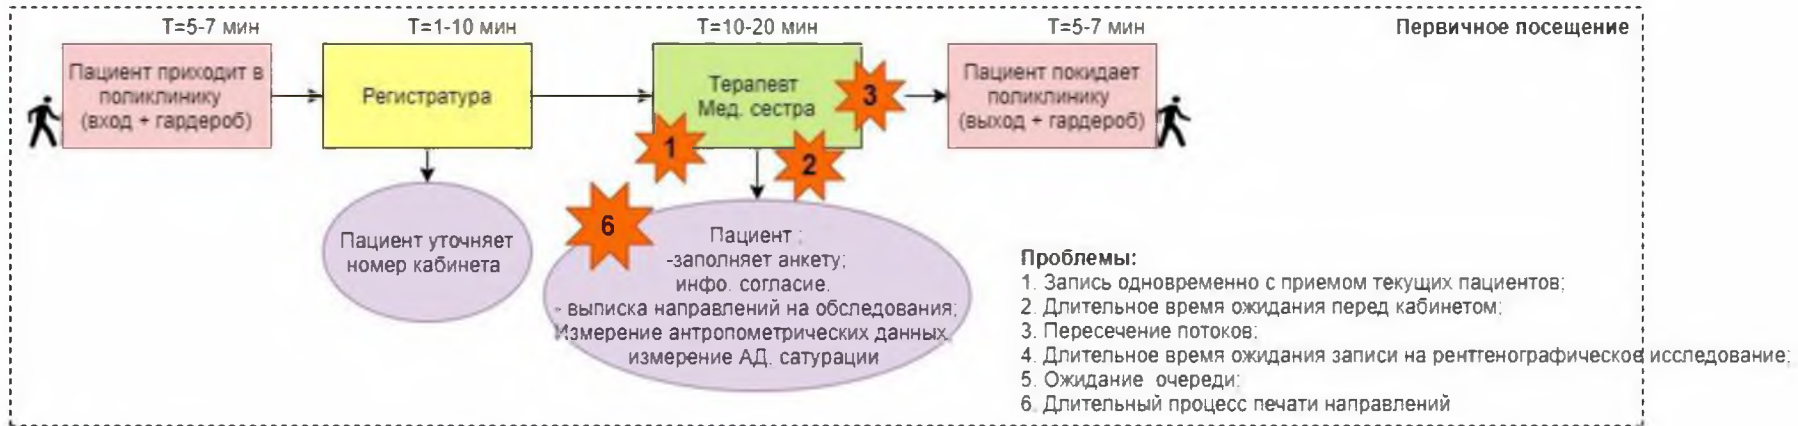 Т=5-7 мин
Т=1-10 мин
Т=10-20 мин
Т=5-7 мин
Первичное посещение
Пациент приходит в
поликлинику
(вход + гардероб)
Регистратура
Терапевт
Мед. сестра
3
Пациент покидает
поликлинику
(выход + гардероб)
1
2
6
Пациент уточняет
номер кабинета
Пациент ;
-заполняет анкету;
инфо. согласие.
- выписка направлений на обследования;
Измерение антропометрических данных,
измерение АД. сатурации
Проблемы:
1. Запись одновременно с приемом текущих пациентов;
2. Длительное время ожидания перед кабинетом;
3. Пересечение потоков;
4. Длительное время ожидания записи на рентгенографическое исследование;
5. Ожидание очереди;
6. Длительный процесс печати направлений